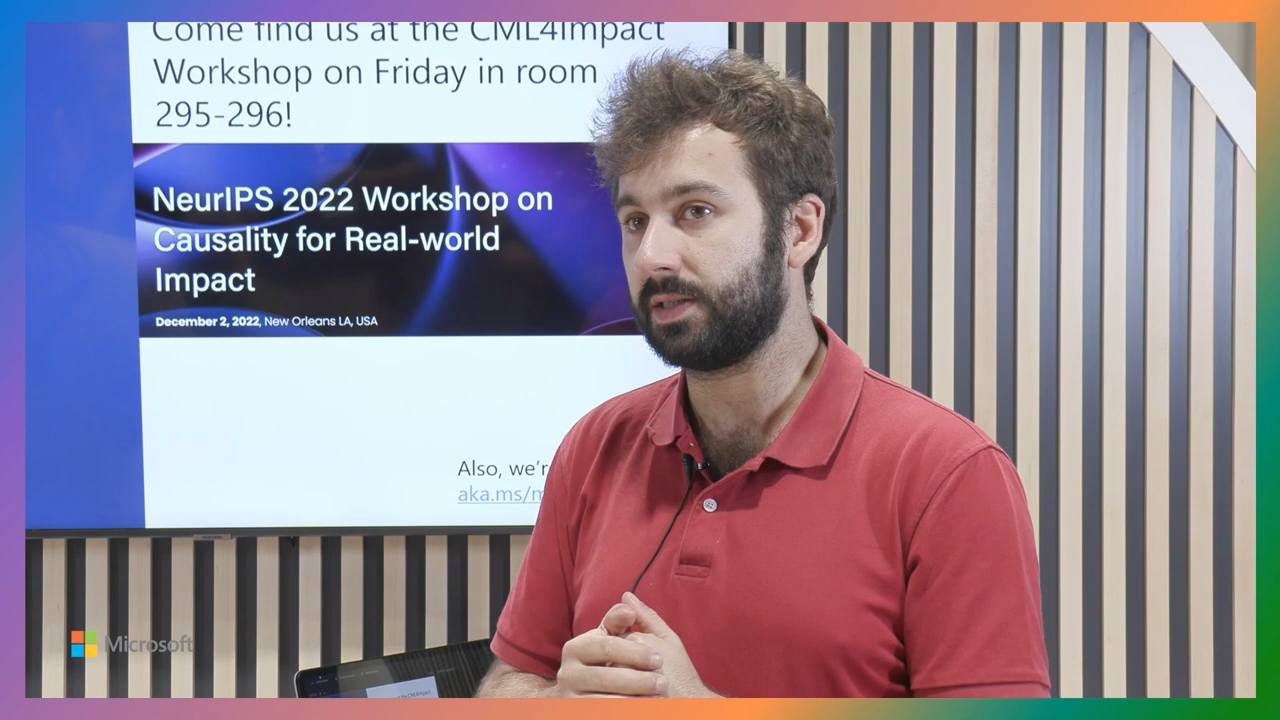 Come find us at the CML4Impact
Workshop on Friday in room
295-296!
NeurIPS 2022 Workshop on
Causality for Real-world
Impact
December 2, 2022, New Orleans LA, USA
Also, we'r
aka.ms/m
Microsoft